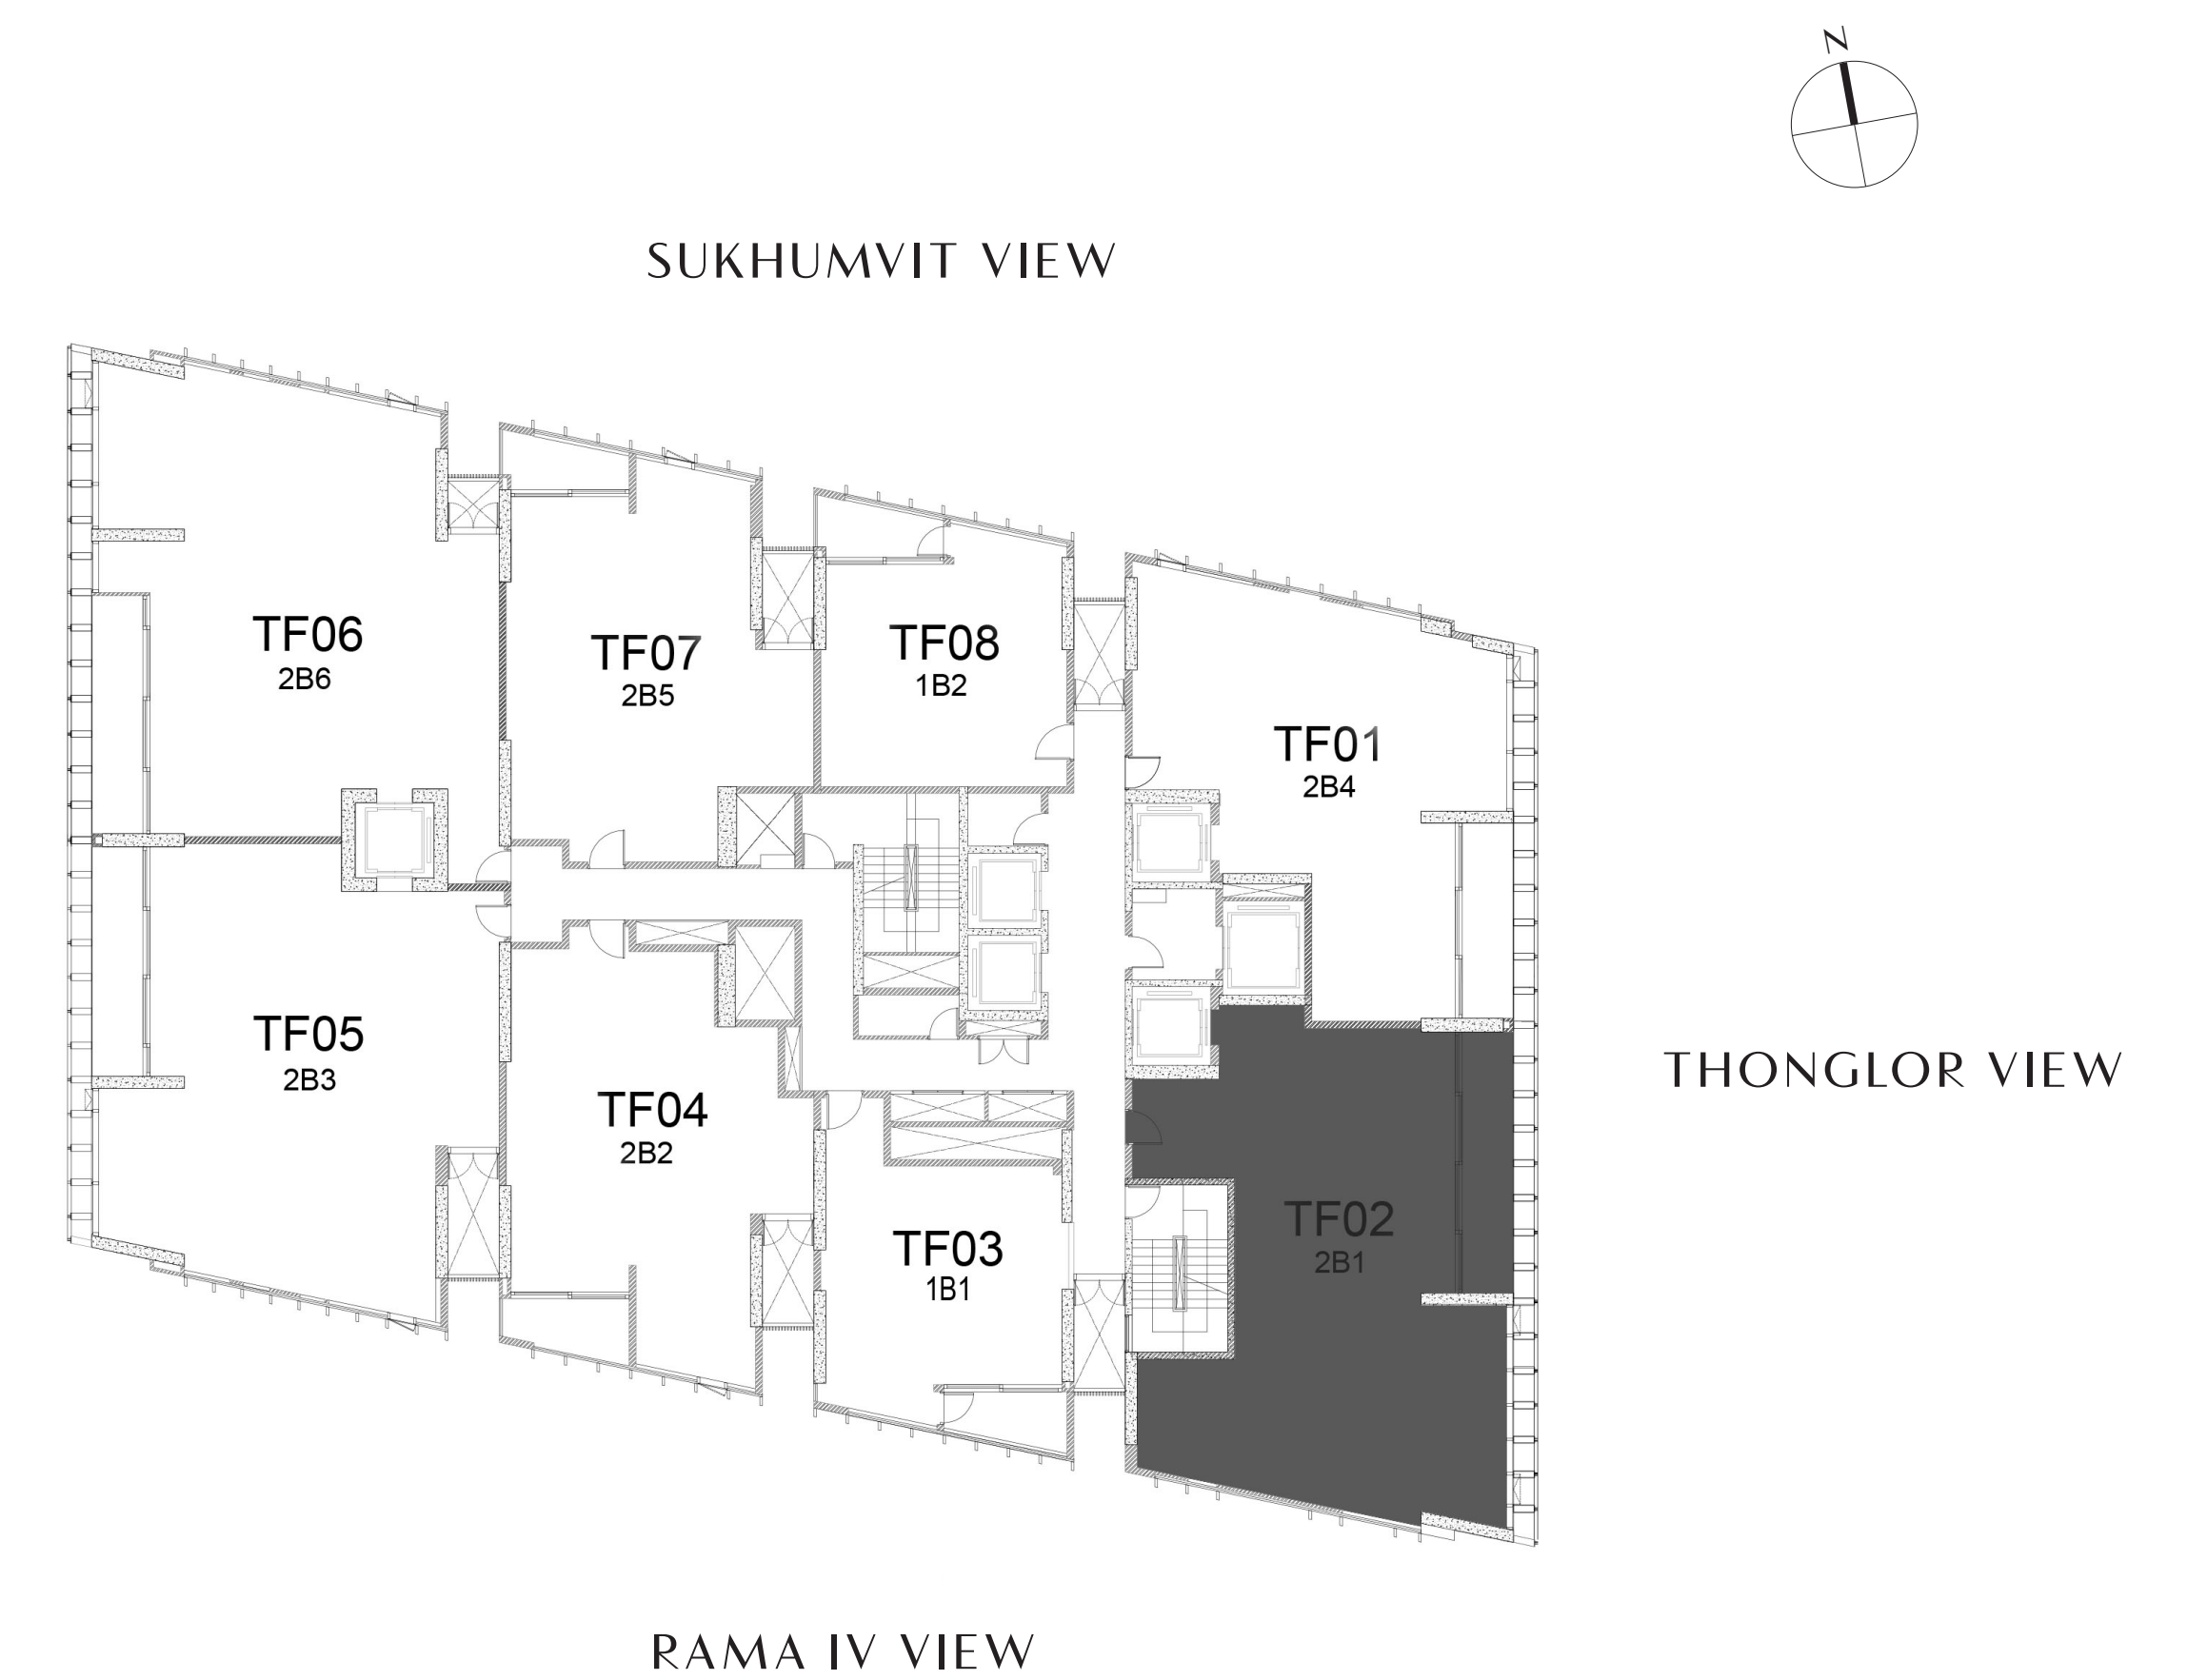 N
SUKHUMVIT VIEW
TF06
2B6
TF07
2B5
TF08
1B2
TF01
2B4
TF05
2B3
TF04
2B2
TF03
1B1
TF02
2B1
THONGLOR VIEW
RAMA IV VIEW